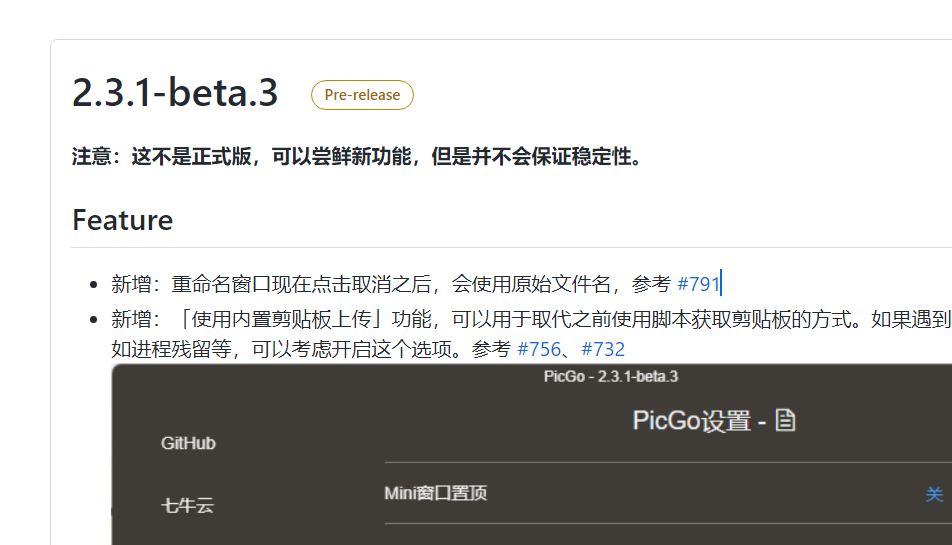 2.3.1-beta.3 Pre-release
注意：这不是正式版，可以尝鲜新功能，但是并不会保证稳定性。
Feature
新增：重命名窗口现在点击取消之后，会使用原始文件名，参考 #791
新增：「使用内置剪贴板上传」功能，可以用于取代之前使用脚本获取剪贴板的方式。如果遇到
如进程残留等，可以考虑开启这个选项。参考 #756、#732
PicGo - 2.3.1-beta.3
PicGo设置 -
GitHub
Mini窗口置顶 关
七牛云